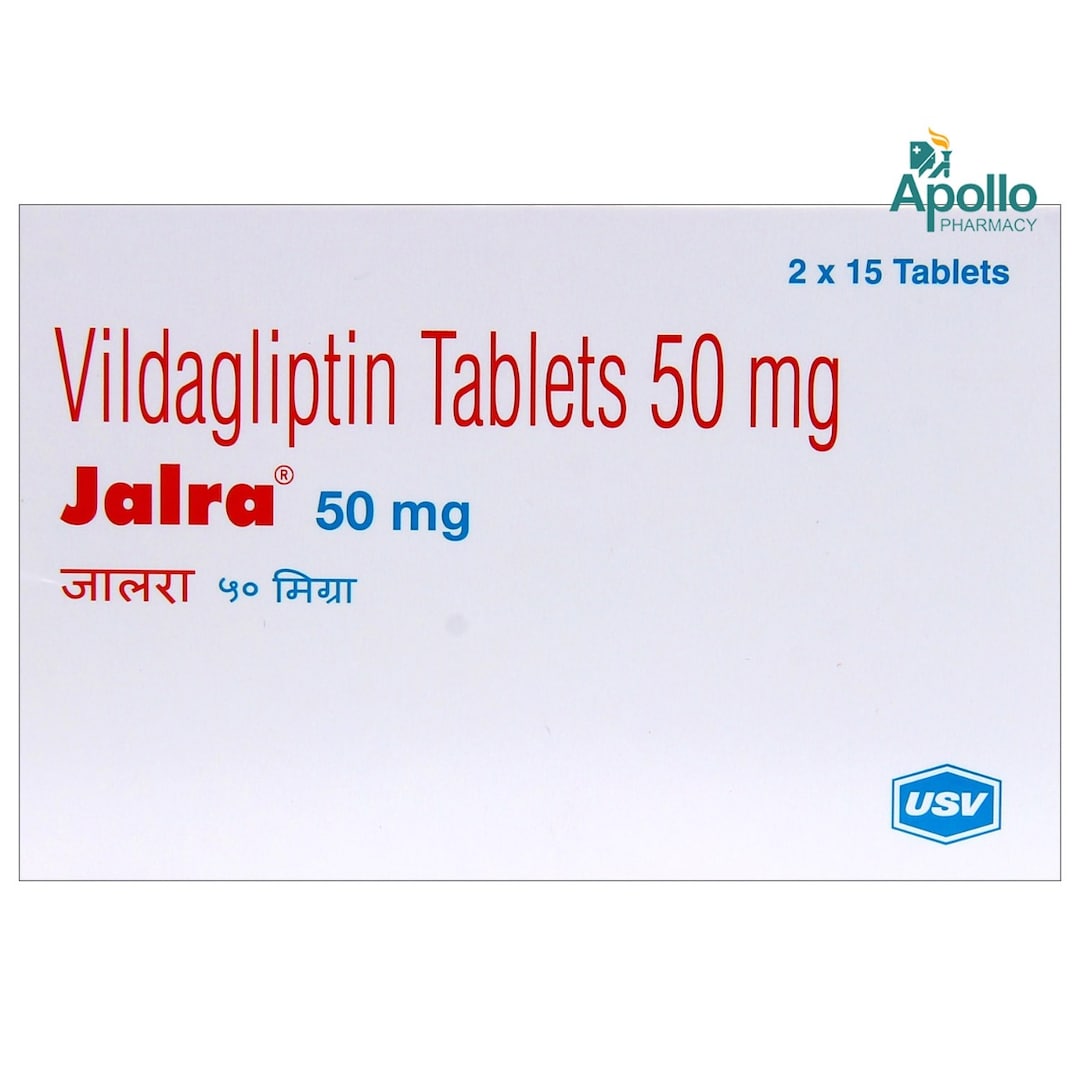 Apollo
PHARMACY
2 x 15 Tablets
Vildagliptin Tablets 50 mg
Jalra® 50 mg
जालरा ५० मिग्रा
USV